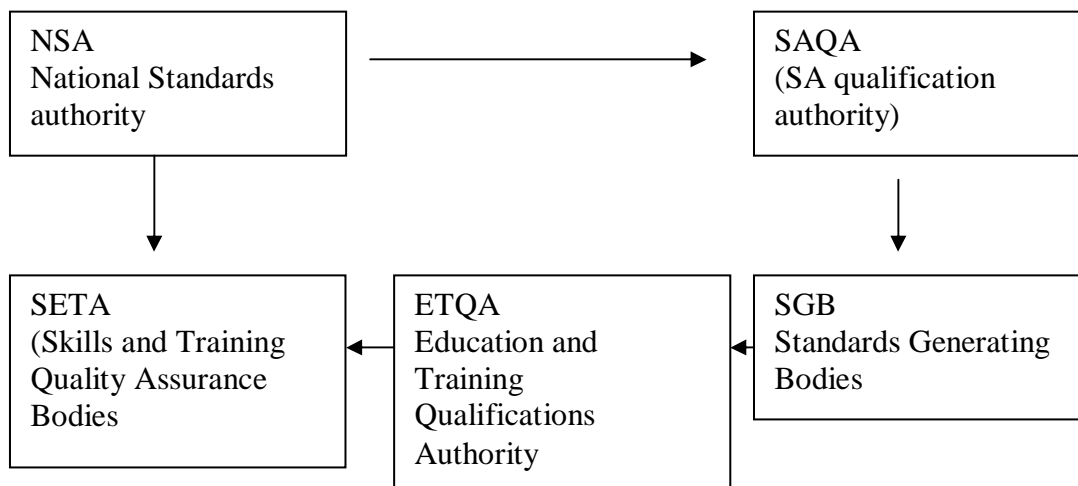 NSA
National Standards
authority
SAQA
(SA qualification
authority)
SETA
(Skills and Training
Quality Assurance
Bodies
ETQA
Education and
Training
Qualifications
Authority
SGB
Standards Generating
Bodies